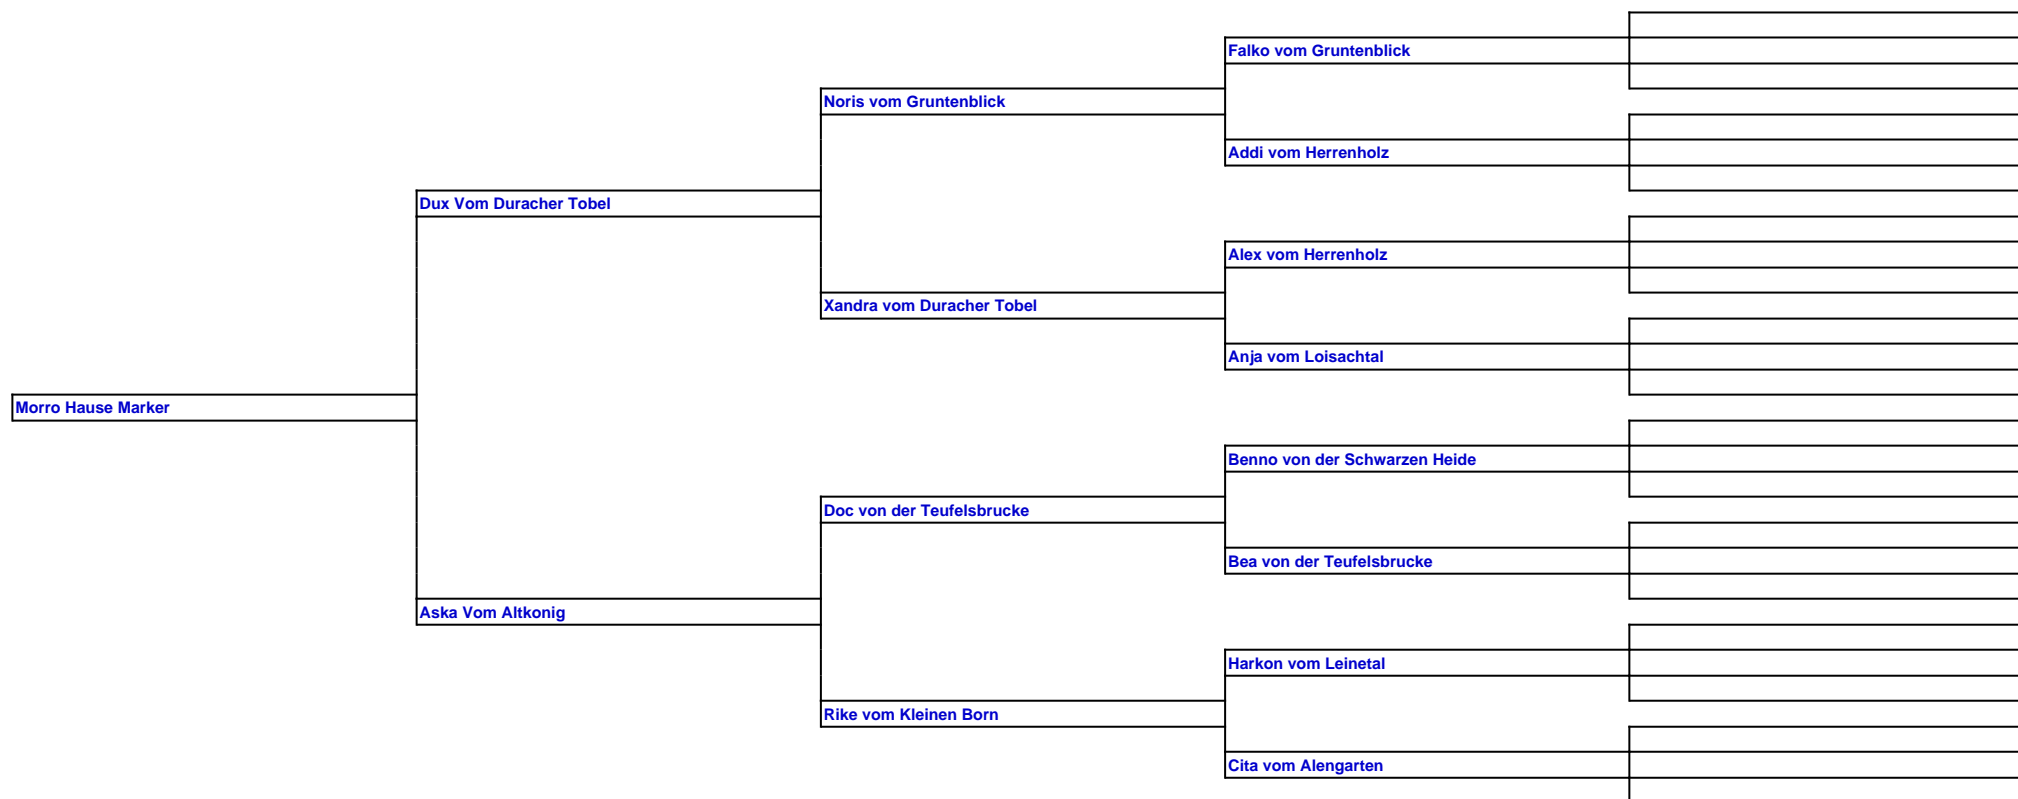 Falko vom Gruntenblick
Noris vom Gruntenblick
Addi vom Herrenholz
Dux Vom Duracher Tobel
Alex vom Herrenholz
Xandra vom Duracher Tobel
Anja vom Loisachtal
Morro Hause Marker
Benno von der Schwarzen Heide
Doc von der Teufelsbrucke
Bea von der Teufelsbrucke
Aska Vom Altkonig
Harkon vom Leinetal
Rike vom Kleinen Born
Cita vom Alengarten